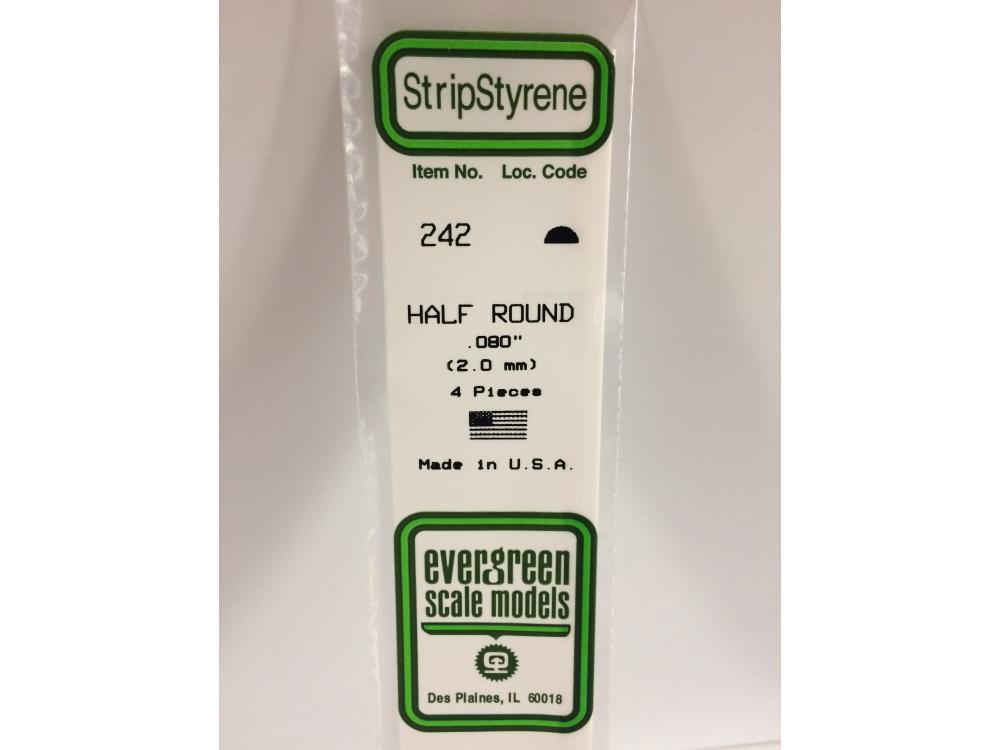 StripStyrene
Item No. Loc. Code
242
HALF ROUND
.080"
(2.0 mm)
4 Pieces
Made in U.S.A.
evergreen
scale models
Des Plaines, IL 60018